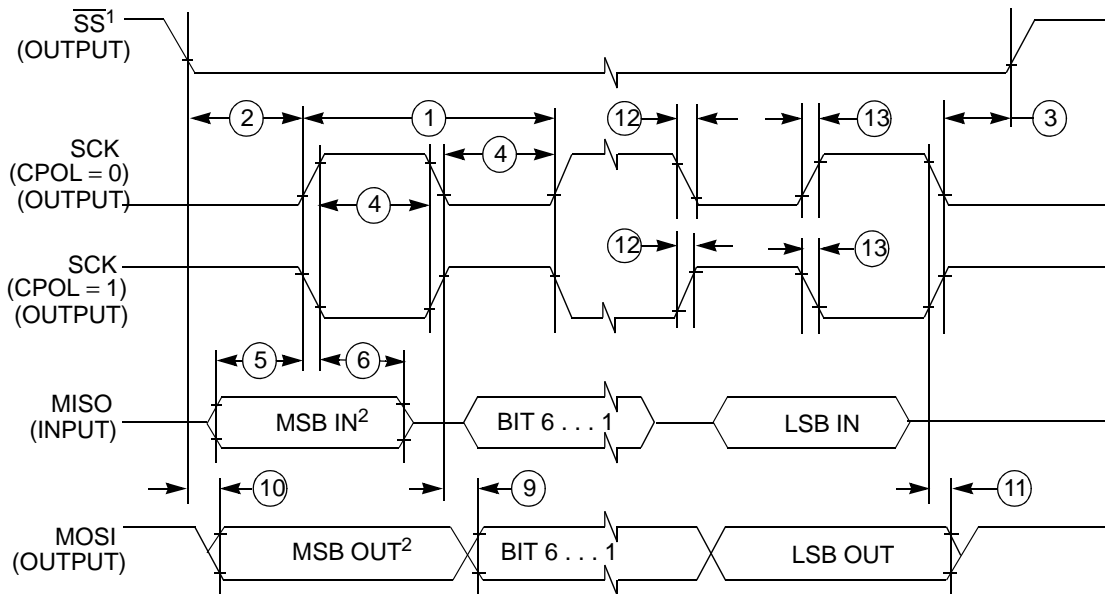 SS¹
(OUTPUT)
2
1
12
13
3
SCK
(CPOL = 0)
(OUTPUT)
4
4
SCK
(CPOL = 1)
(OUTPUT)
12
13
5
6
MISO
(INPUT)
MSB IN²
BIT 6 . . . 1
LSB IN
10
9
11
MOSI
(OUTPUT)
MSB OUT²
BIT 6 . . . 1
LSB OUT